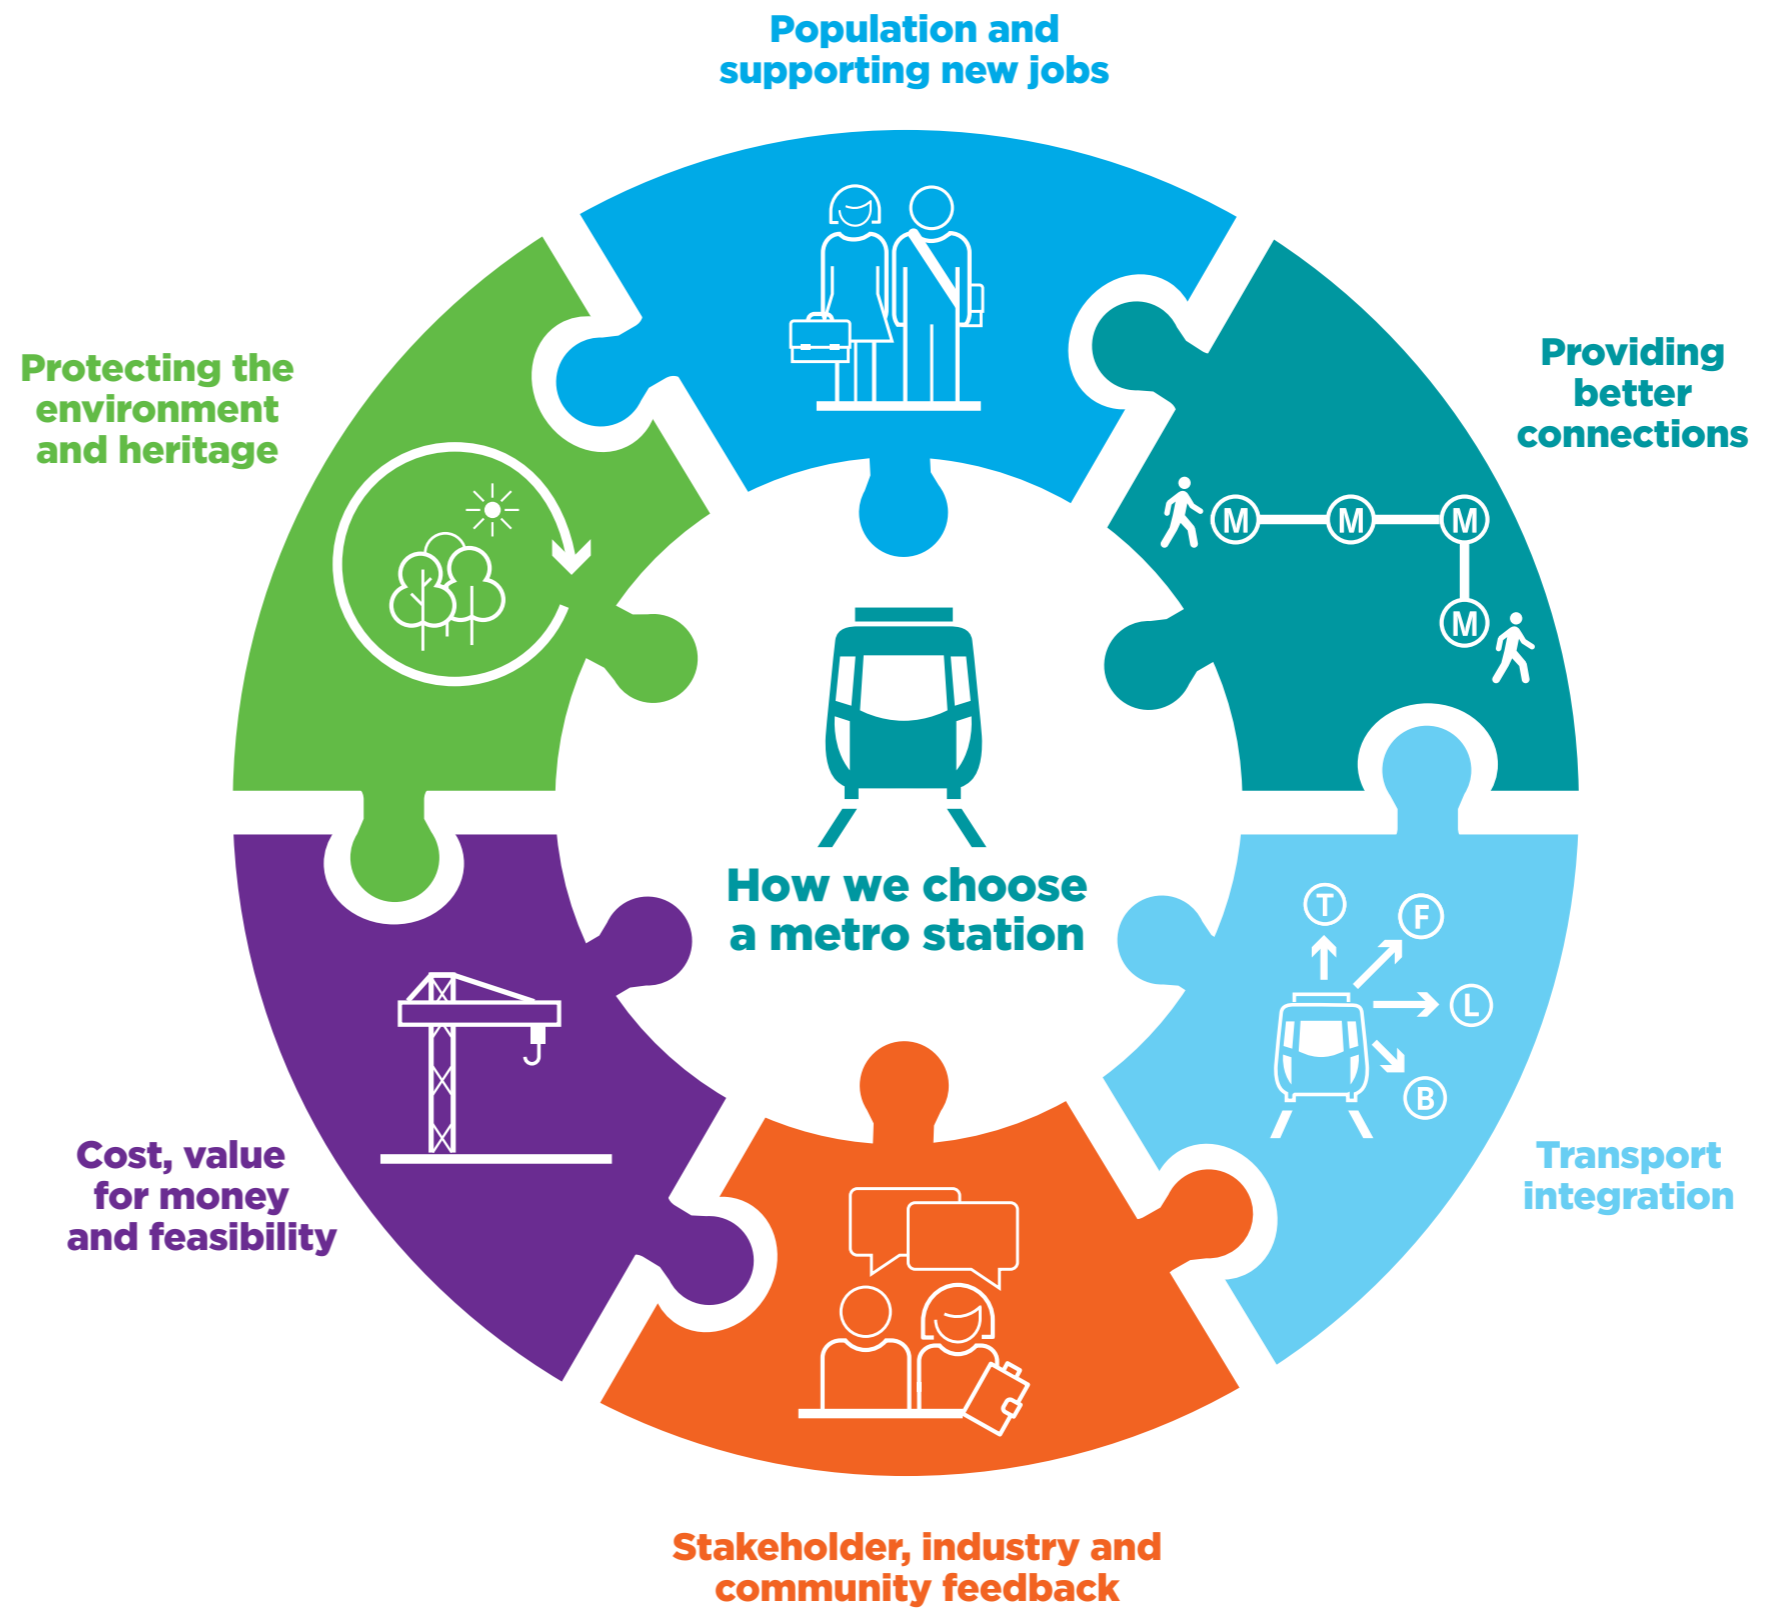 Population and
supporting new jobs
Providing
better
connections
M
M
M
M
Transport
integration
T
F
L
B
Stakeholder, industry and
community feedback
Cost, value
for money
and feasibility
Protecting the
environment
and heritage
How we choose
a metro station